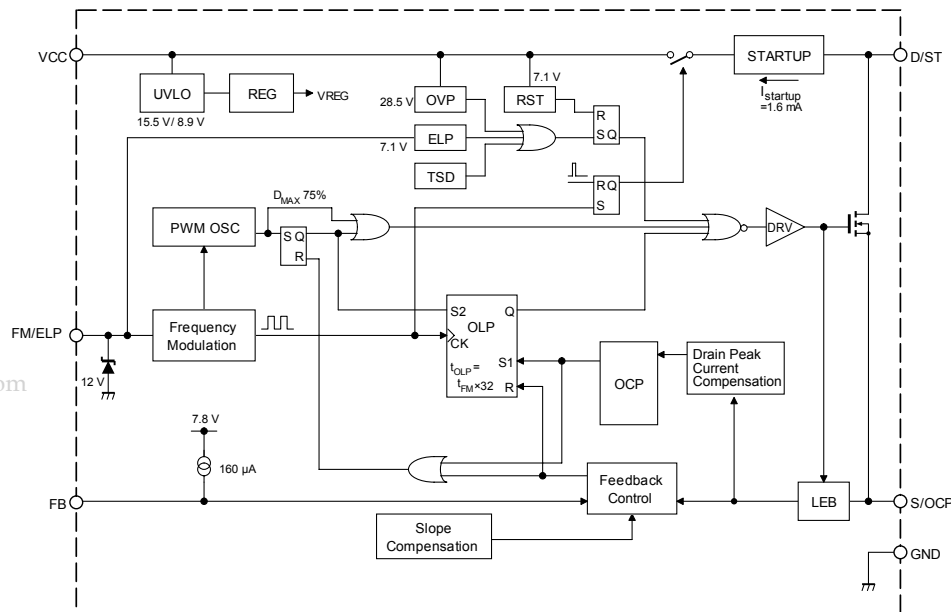 VCC
D/ST
STARTUP
7.1 V
UVLO
REG
VREG
28.5 V
OVP
RST
R
S Q
Istartup
=1.6 mA
15.5 V/ 8.9 V
7.1 V
ELP
TSD
R Q
S
DMAX 75%
PWM OSC
S Q
R
DRV
FM/ELP
Frequency
Modulation
S2
Q
OLP
CK
S1
tOLP =
tFM×32
R
OCP
Drain Peak
Current
Compensation
12 V
om
7.8 V
160 µA
FB
Feedback
Control
LEB
S/OCP
Slope
Compensation
GND